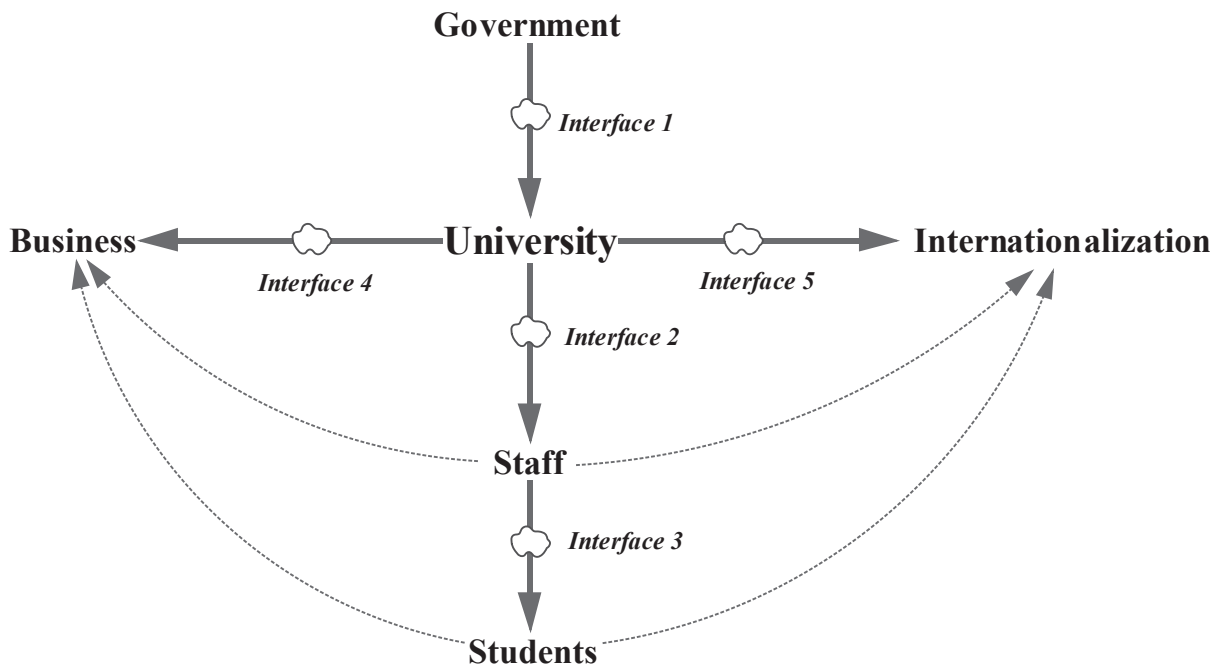 Government
Interface 1
Business
University
Internationalization
Interface 4
Interface 5
Interface 2
Staff
Interface 3
Students